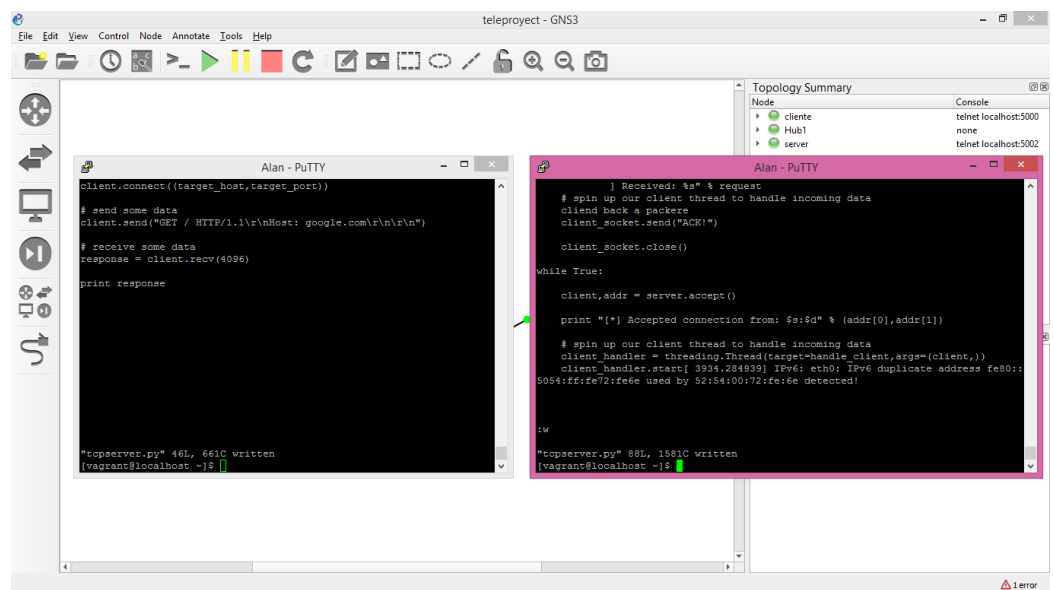 teleproyect - GNS3
File Edit View Control Node Annotate Tools Help
Topology Summary
Node Console
cliente telnet localhost:5000
Hub1 none
server telnet localhost:5002
Alan - PuTTY
client.connect((target_host,target_port))
# send some data
client.send("GET / HTTP/1.1\r\nHost: google.com\r\n\r\n")
# receive some data
response = client.recv(4096)
print response
"tcpserver.py" 46L, 661C written
[vagrant@localhost ~]$
Alan - PuTTY
] Received: %s" % request
# spin up our client thread to handle incoming data
cliend back a packere
client_socket.send("ACK!")
client_socket.close()
while True:
client,addr = server.accept()
print "[*] Accepted connection from: $s:$d" % (addr[0],addr[1])
# spin up our client thread to handle incoming data
client_handler = threading.Thread(target=handle_client,args=(client,))
client_handler.start[ 3934.284939] IPv6: eth0: IPv6 duplicate address fe80::
5054:ff:fe72:fe6e used by 52:54:00:72:fe:6e detected!
:w
"tcpserver.py" 88L, 1581C written
[vagrant@localhost ~]$
1 error